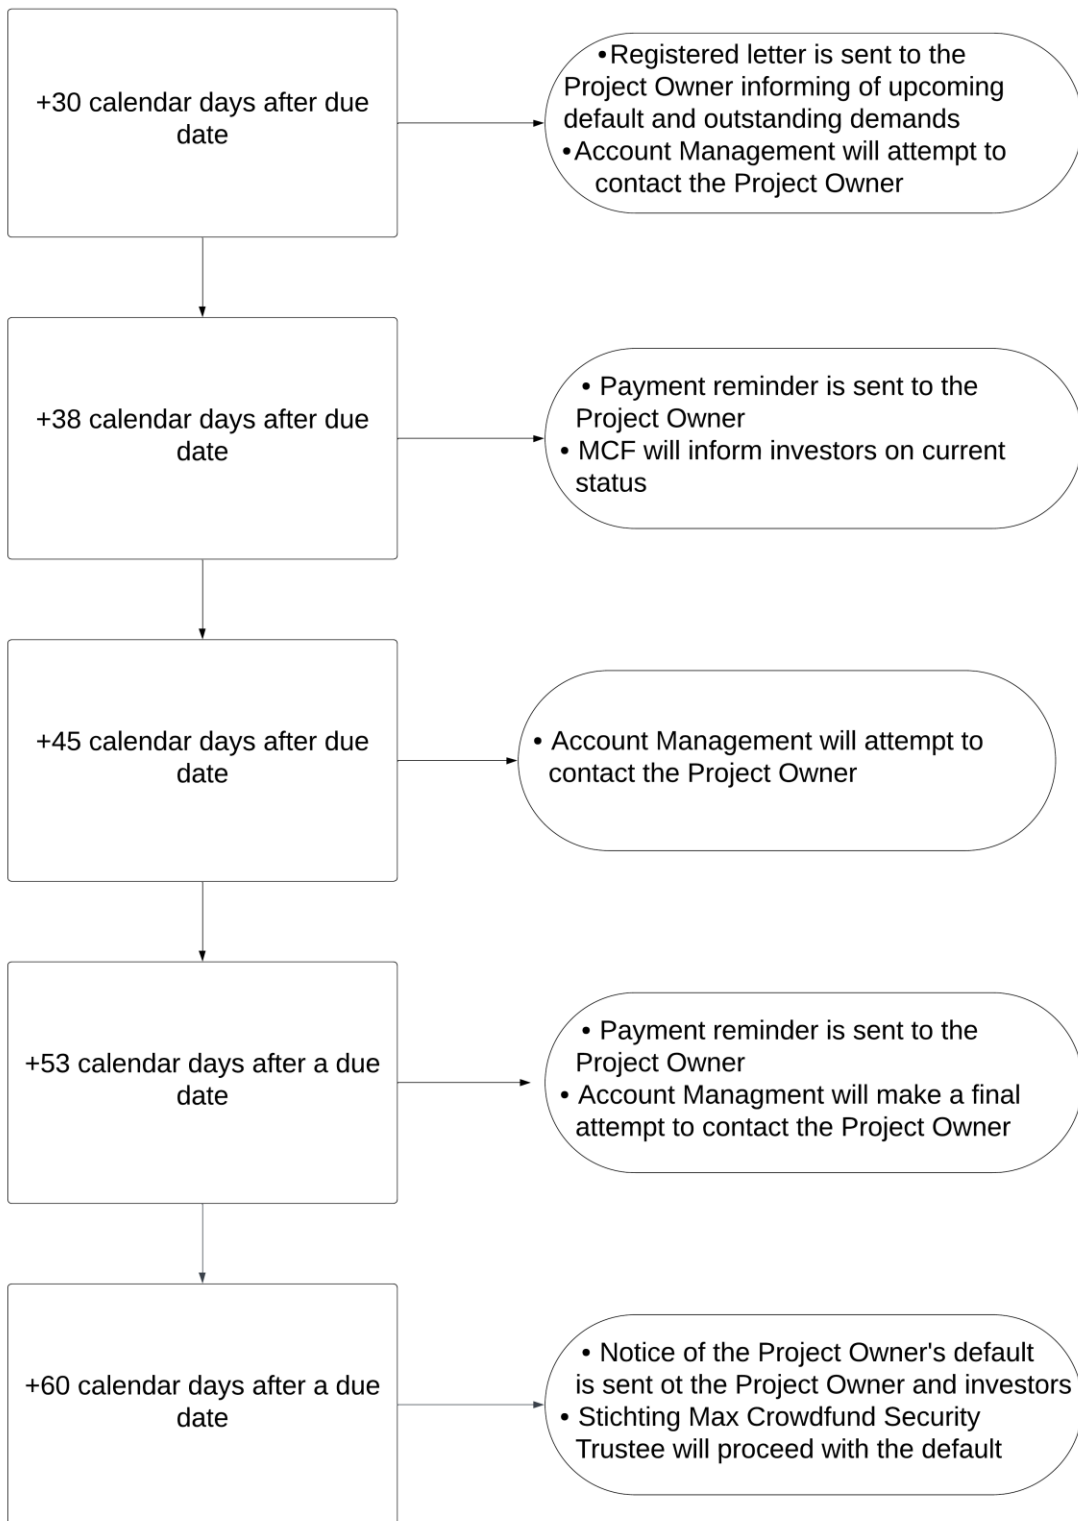 +30 calendar days after due
date
•Registered letter is sent to the
Project Owner informing of upcoming
default and outstanding demands
•Account Management will attempt to
contact the Project Owner
+38 calendar days after due
date
• Payment reminder is sent to the
Project Owner
• MCF will inform investors on current
status
+45 calendar days after due
date
• Account Management will attempt to
contact the Project Owner
+53 calendar days after a due
date
• Payment reminder is sent to the
Project Owner
• Account Managment will make a final
attempt to contact the Project Owner
+60 calendar days after a due
date
• Notice of the Project Owner's default
is sent ot the Project Owner and investors
• Stichting Max Crowdfund Security
Trustee will proceed with the default